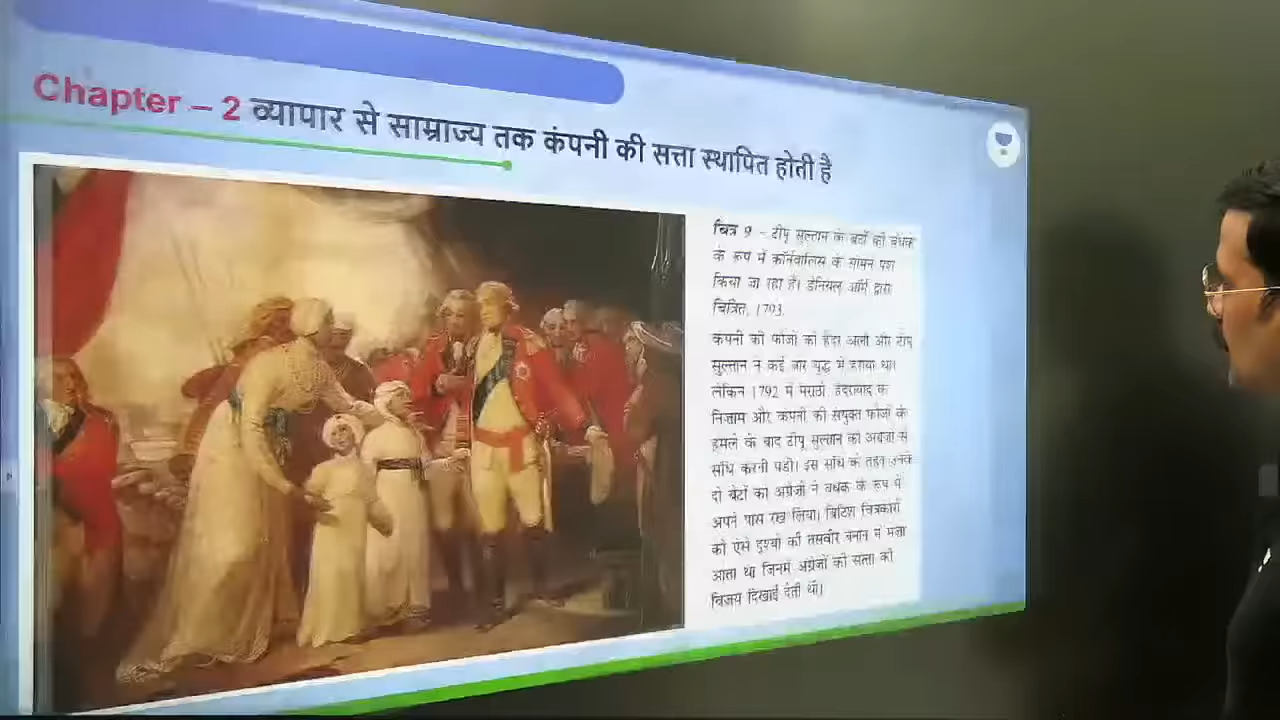 Chapter – 2 व्यापार से साम्राज्य तक कंपनी की सत्ता स्थापित होती है
चित्र 9 - टीपू सुल्तान के बेटों को बंधक
के रूप में कॉर्नवालिस के सामने पेश
किया जा रहा है। डेनियल ऑर्म द्वारा
चित्रित, 1793.
कंपनी की फौजों को हैदर अली और टीपू
सुल्तान ने कई बार युद्ध में हराया था।
लेकिन 1792 में मराठों, हैदराबाद के
निज़ाम और कंपनी की संयुक्त फौजों के
हमले के बाद टीपू सुल्तान को अंग्रेज़ों से
संधि करनी पड़ी। इस संधि के तहत उनके
दो बेटों को अंग्रेज़ों ने बंधक के रूप में
अपने पास रख लिया। ब्रिटिश चित्रकारों
को ऐसे दृश्यों की तसवीर बनाने में मज़ा
आता था जिनमें अंग्रेज़ों की सत्ता की
विजय दिखाई देती थी।